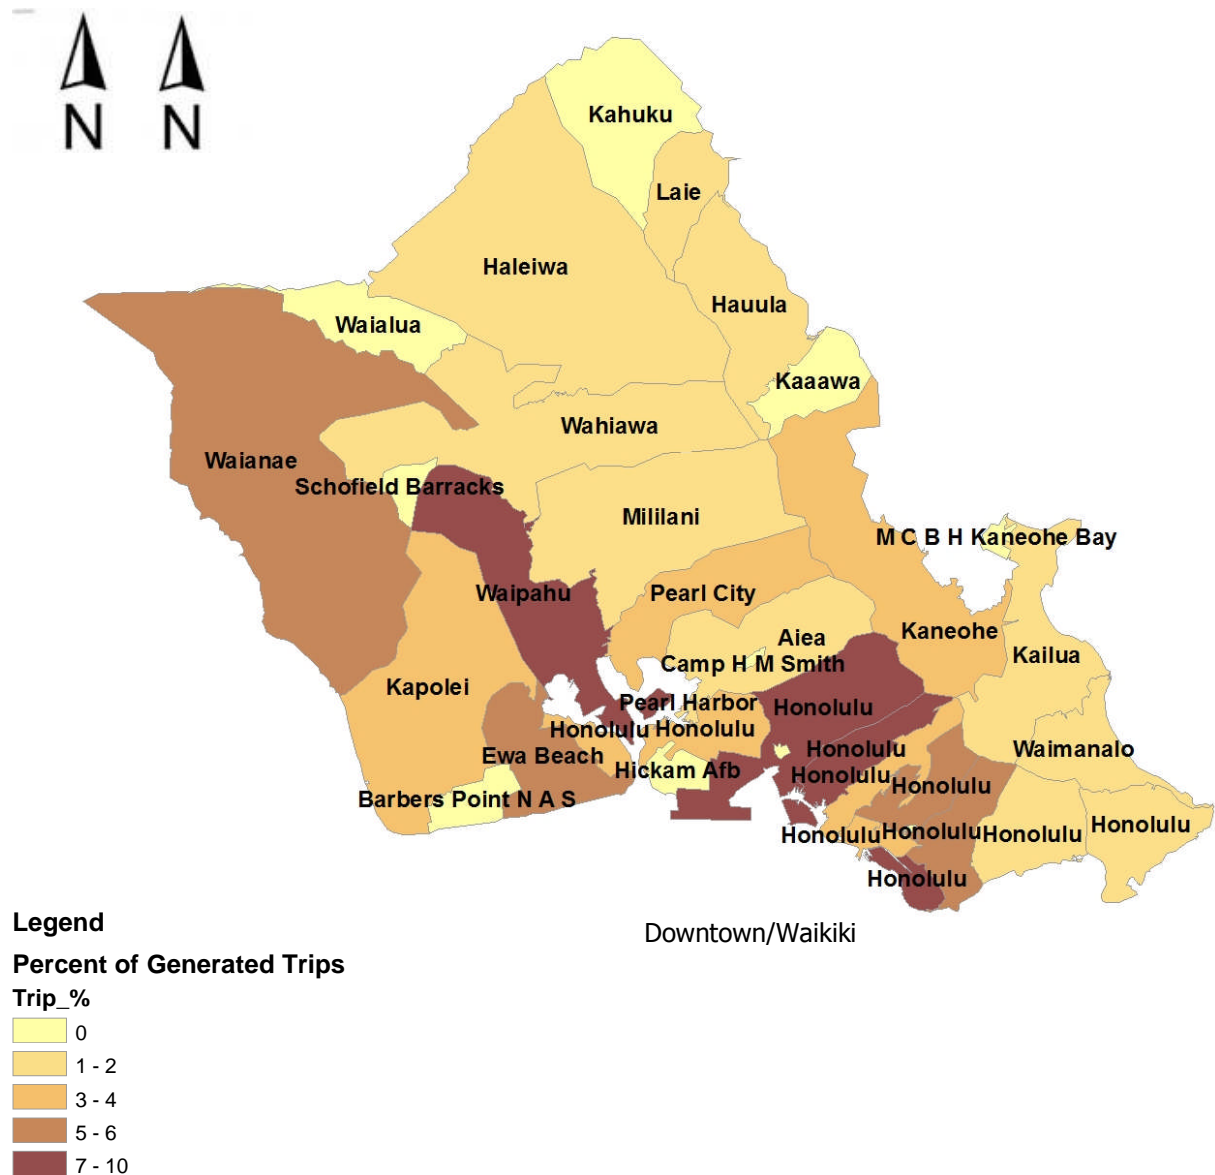 N N
Kahuku
Laie
Haleiwa
Hauula
Waialua
Kaaawa
Wahiawa
Waianae
Schofield Barracks
Mililani
M C B H Kaneohe Bay
Waipahu
Pearl City
Kaneohe
Aiea
Kailua
Camp H M Smith
Kapolei
Pearl Harbor
Honolulu
Honolulu
Honolulu
Honolulu
Waimanalo
Ewa Beach
Hickam Afb
Honolulu
Honolulu
Barbers Point N A S
Honolulu
Honolulu
Honolulu
Honolulu
Honolulu
Downtown/Waikiki
Legend
Percent of Generated Trips
Trip_%
0
1 - 2
3 - 4
5 - 6
7 - 10